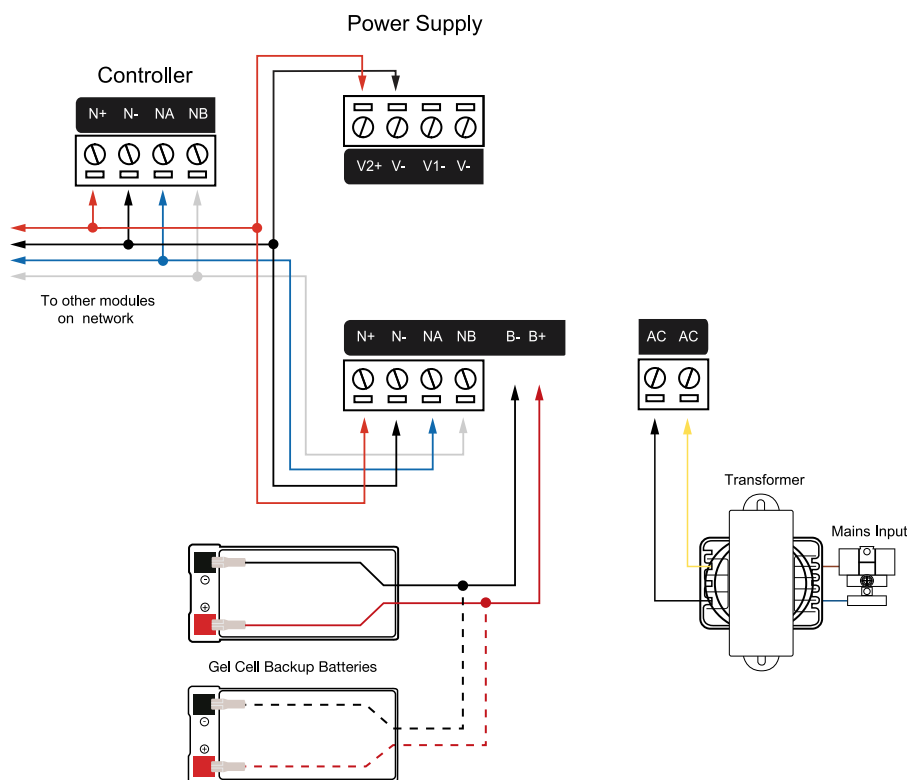 Power Supply
Controller
N+ N- NA NB
V2+ V- V1- V-
To other modules
on network
N+ N- NA NB B- B+
AC AC
Transformer
Mains Input
Gel Cell Backup Batteries